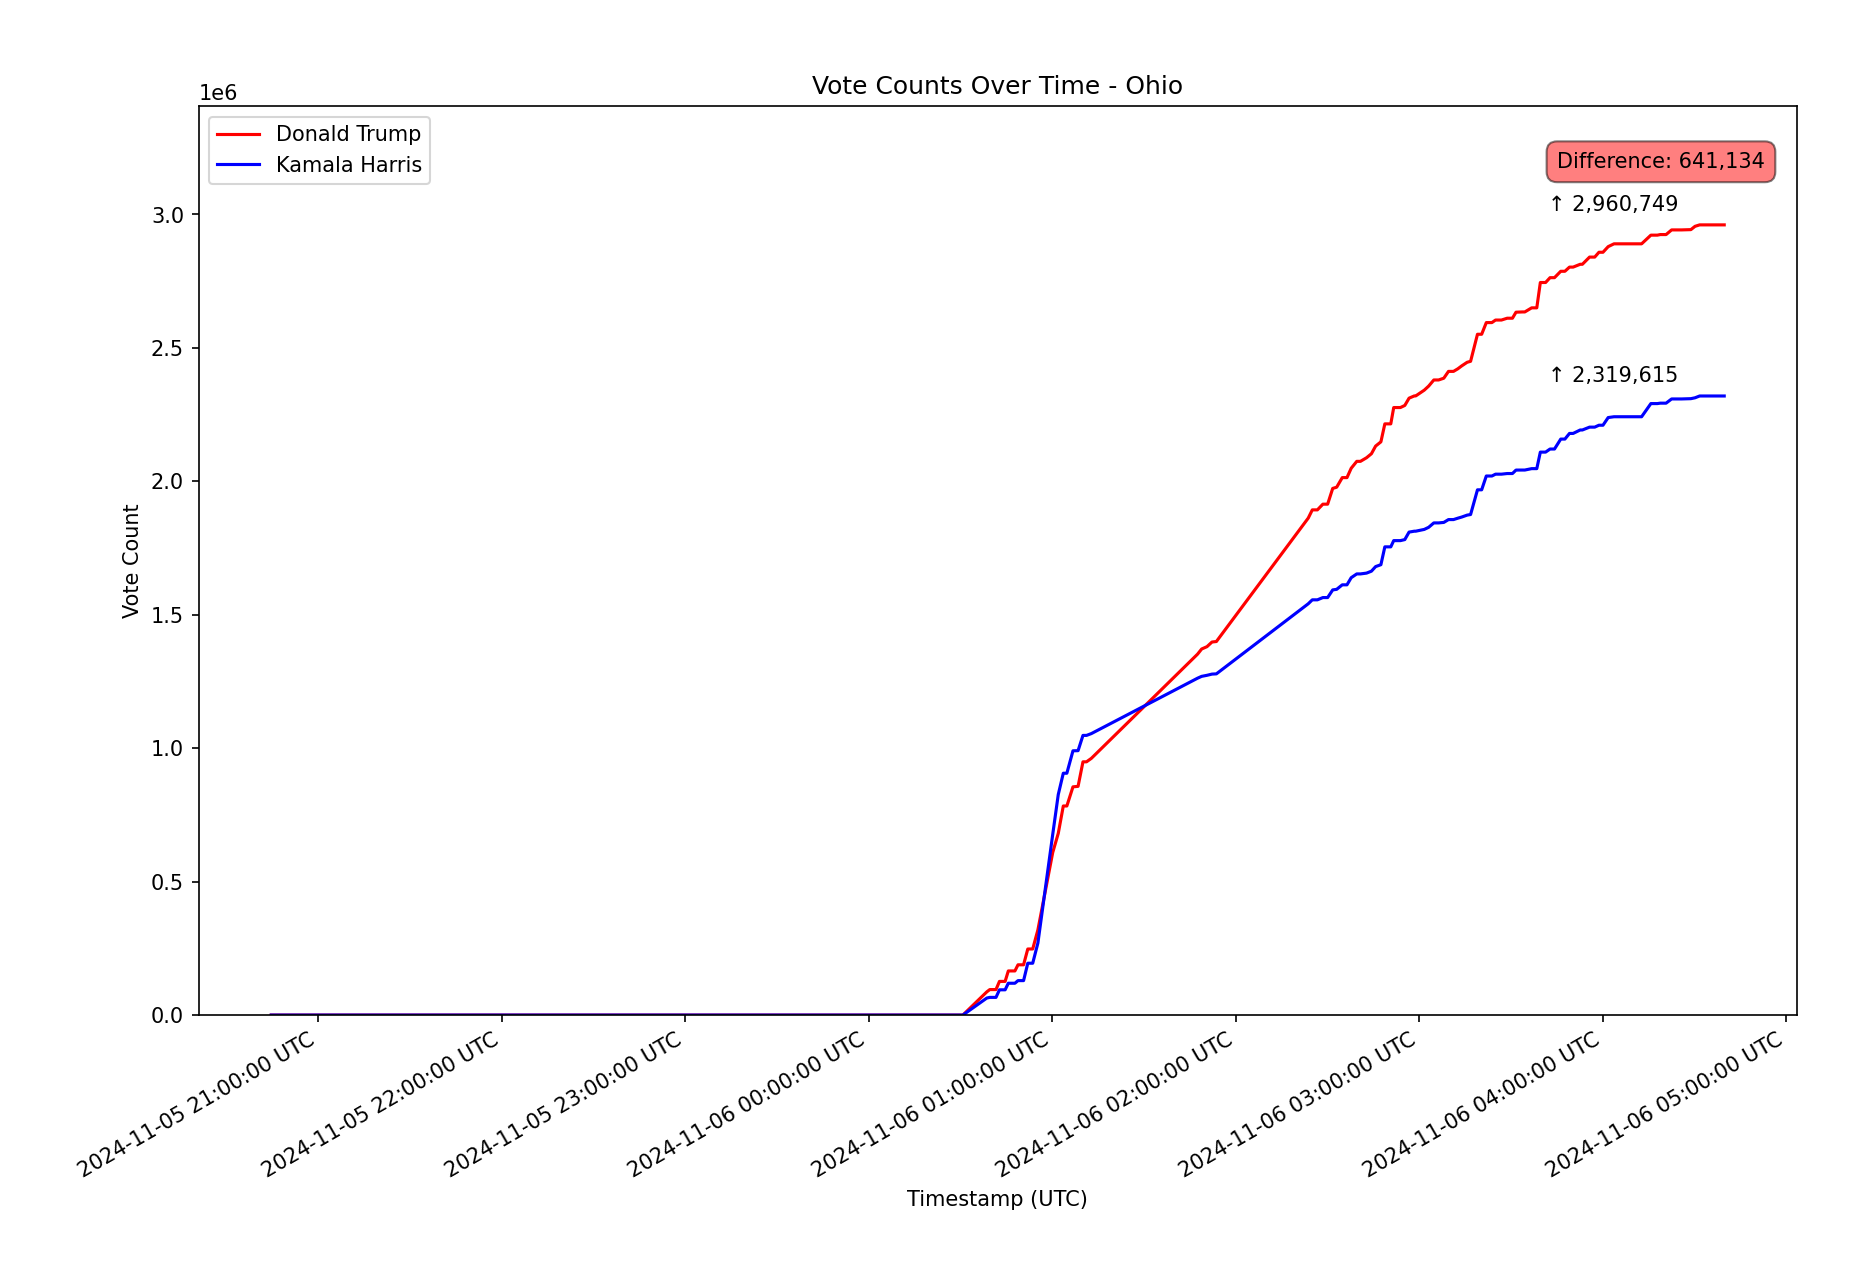 Vote Counts Over Time - Ohio
1e6
Donald Trump
Kamala Harris
Difference: 641,134
↑ 2,960,749
↑ 2,319,615
3.0
2.5
2.0
1.5
1.0
0.5
0.0
Vote Count
2024-11-05 21:00:00 UTC
2024-11-05 22:00:00 UTC
2024-11-05 23:00:00 UTC
2024-11-06 00:00:00 UTC
2024-11-06 01:00:00 UTC
2024-11-06 02:00:00 UTC
2024-11-06 03:00:00 UTC
2024-11-06 04:00:00 UTC
2024-11-06 05:00:00 UTC
Timestamp (UTC)